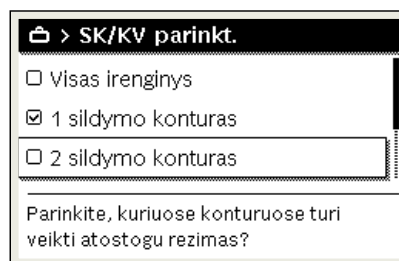 > SK/KV parinkt.
Visas irenginys
1 sildymo konturas
2 sildymo konturas
Parinkite, kuriuose konturuose turi
veikti atostogu rezimas?